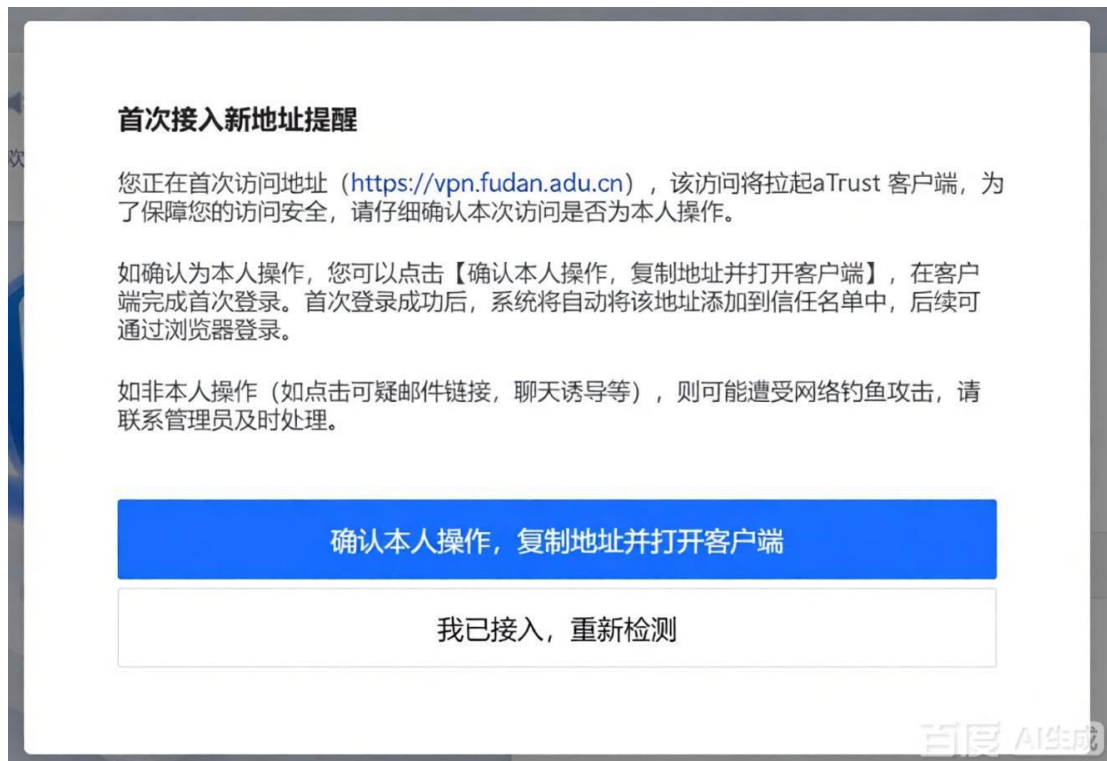 首次接入新地址提醒
欢
您正在首次访问地址（https://vpn.fudan.adu.cn），该访问将拉起aTrust 客户端，为
了保障您的访问安全，请仔细确认本次访问是否为本人操作。
如确认为本人操作，您可以点击【确认本人操作，复制地址并打开客户端】，在客户
端完成首次登录。首次登录成功后，系统将自动将该地址添加到信任名单中，后续可
通过浏览器登录。
如非本人操作（如点击可疑邮件链接，聊天诱导等），则可能遭受网络钓鱼攻击，请
联系管理员及时处理。
确认本人操作，复制地址并打开客户端
我已接入，重新检测
百度 AI生成